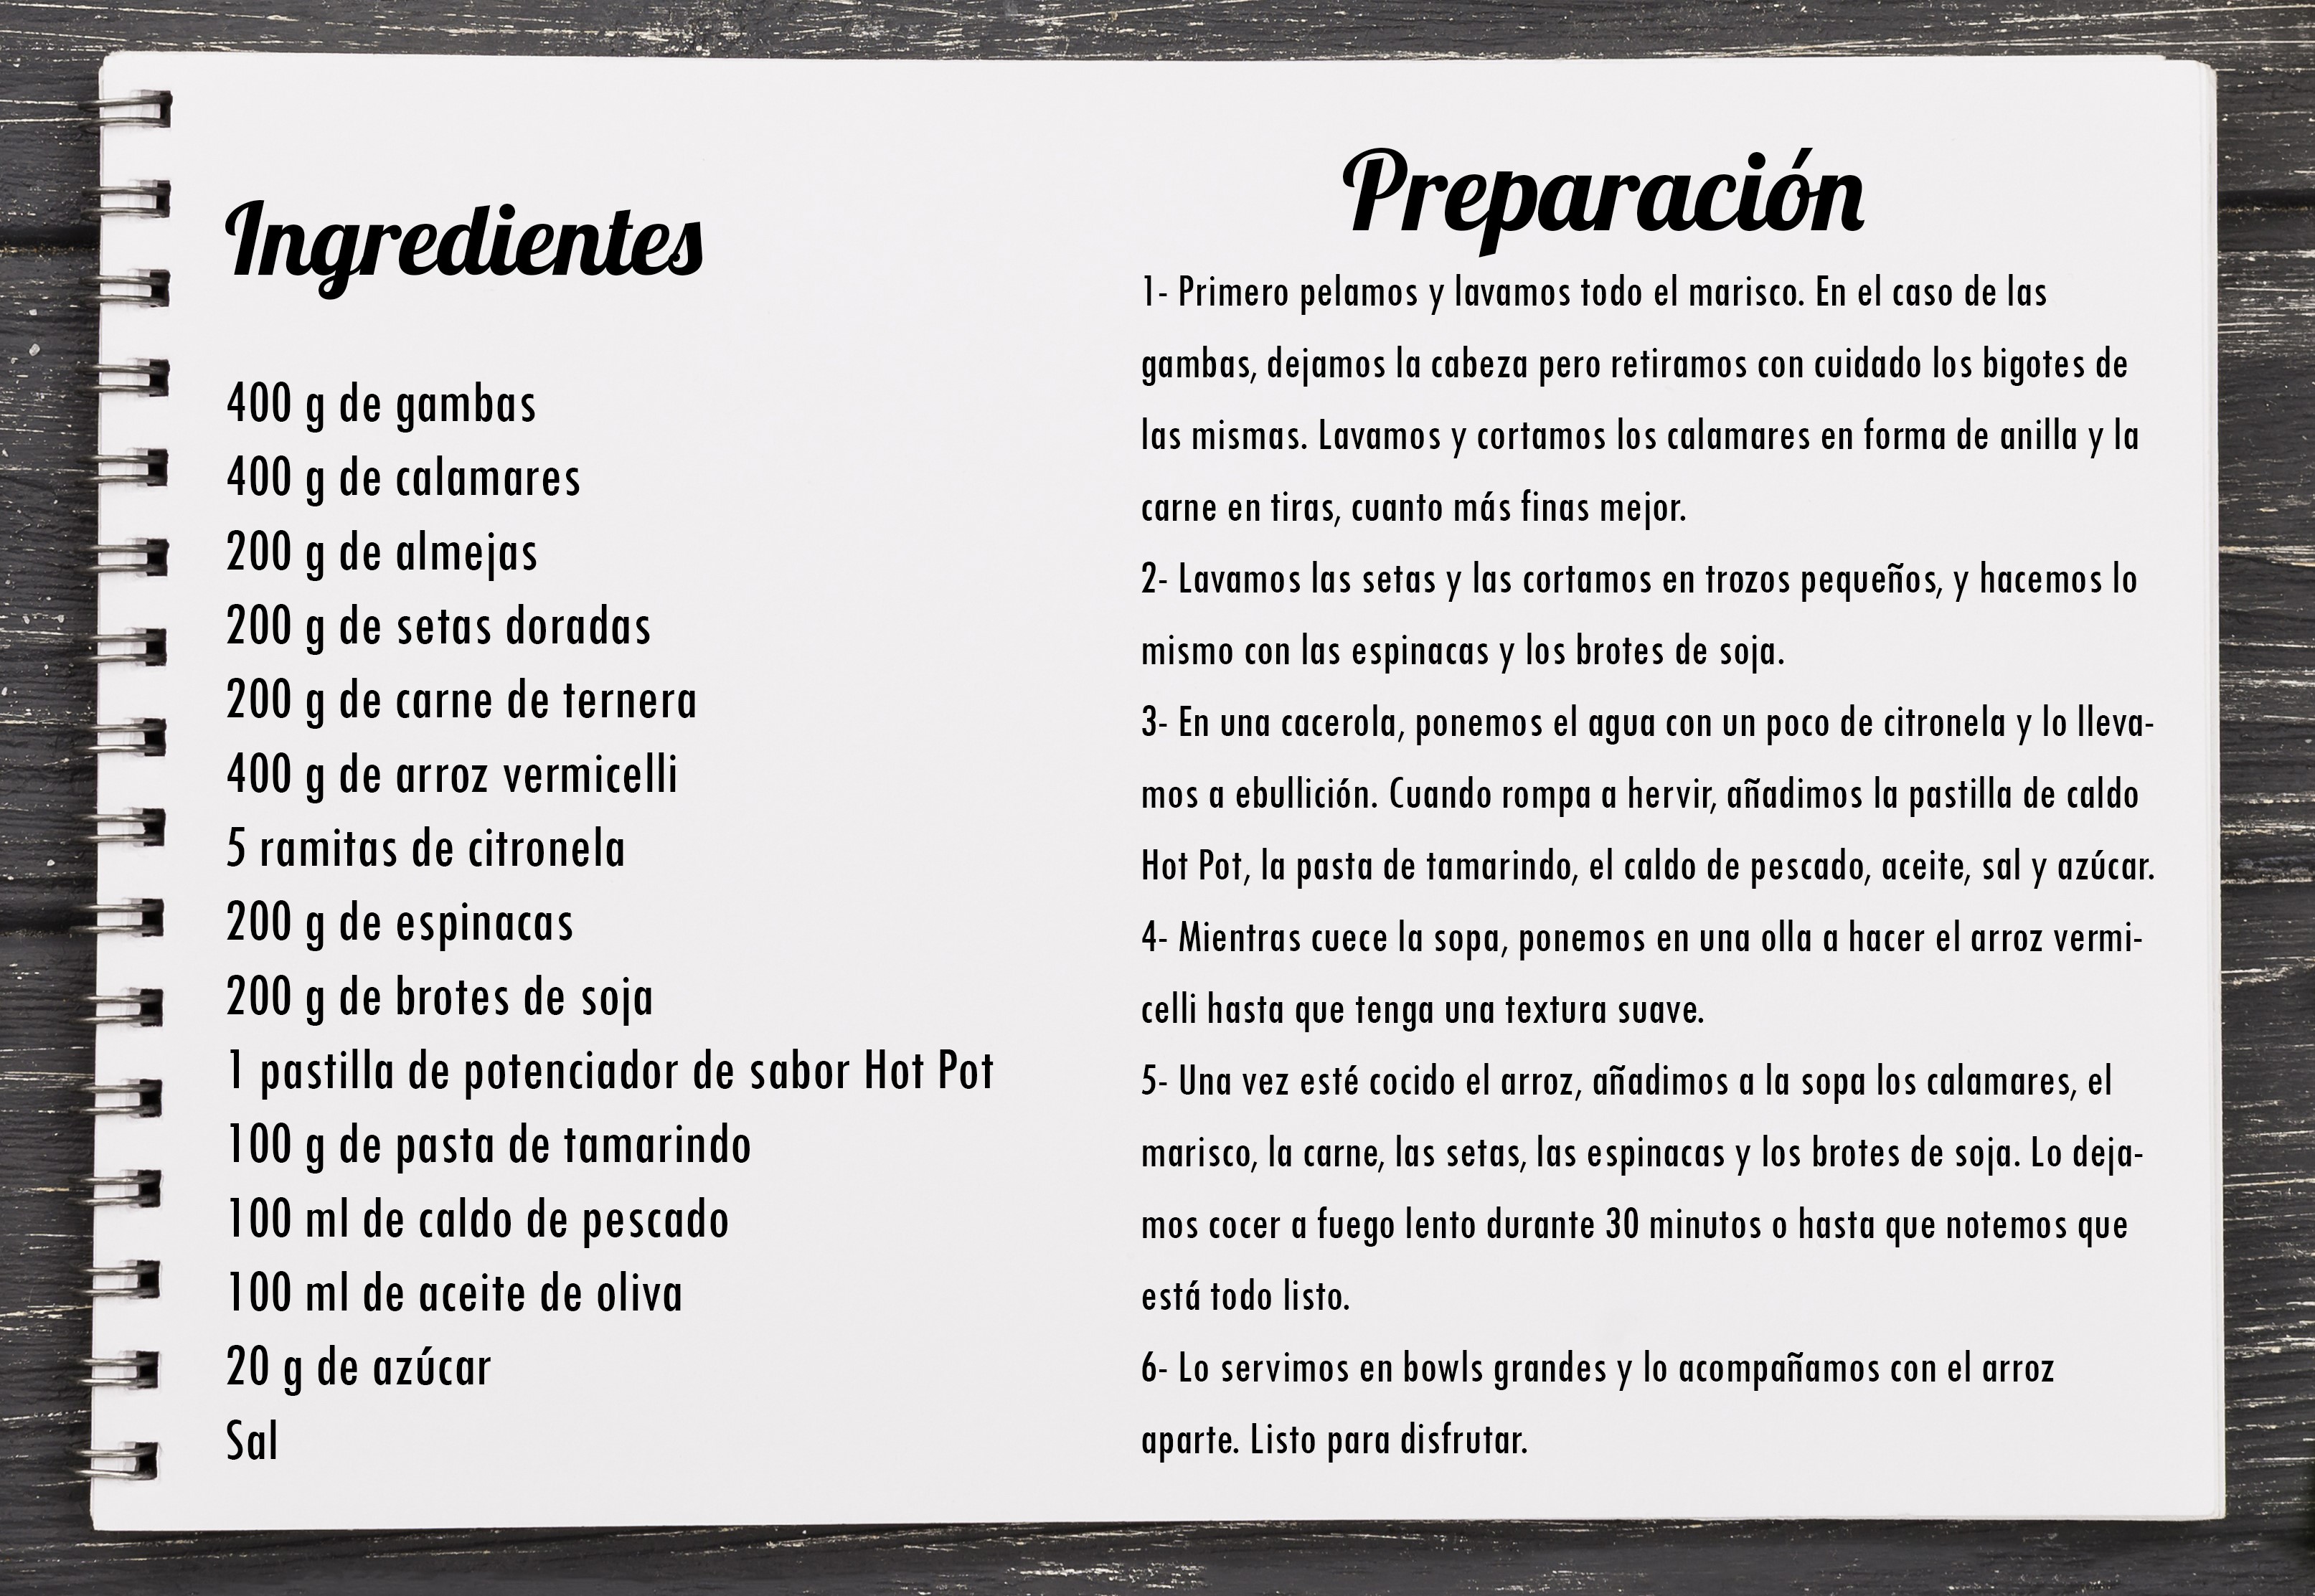 Ingredientes
400 g de gambas
400 g de calamares
200 g de almejas
200 g de setas doradas
200 g de carne de ternera
400 g de arroz vermicelli
5 ramitas de citronela
200 g de espinacas
200 g de brotes de soja
1 pastilla de potenciador de sabor Hot Pot
100 g de pasta de tamarindo
100 ml de caldo de pescado
100 ml de aceite de oliva
20 g de azúcar
Sal
Preparación
1- Primero pelamos y lavamos todo el marisco. En el caso de las
gambas, dejamos la cabeza pero retiramos con cuidado los bigotes de
las mismas. Lavamos y cortamos los calamares en forma de anilla y la
carne en tiras, cuanto más finas mejor.
2- Lavamos las setas y las cortamos en trozos pequeños, y hacemos lo
mismo con las espinacas y los brotes de soja.
3- En una cacerola, ponemos el agua con un poco de citronela y lo lleva-
mos a ebullición. Cuando rompa a hervir, añadimos la pastilla de caldo
Hot Pot, la pasta de tamarindo, el caldo de pescado, aceite, sal y azúcar.
4- Mientras cuece la sopa, ponemos en una olla a hacer el arroz vermi-
celli hasta que tenga una textura suave.
5- Una vez esté cocido el arroz, añadimos a la sopa los calamares, el
marisco, la carne, las setas, las espinacas y los brotes de soja. Lo deja-
mos cocer a fuego lento durante 30 minutos o hasta que notemos que
está todo listo.
6- Lo servimos en bowls grandes y lo acompañamos con el arroz
aparte. Listo para disfrutar.